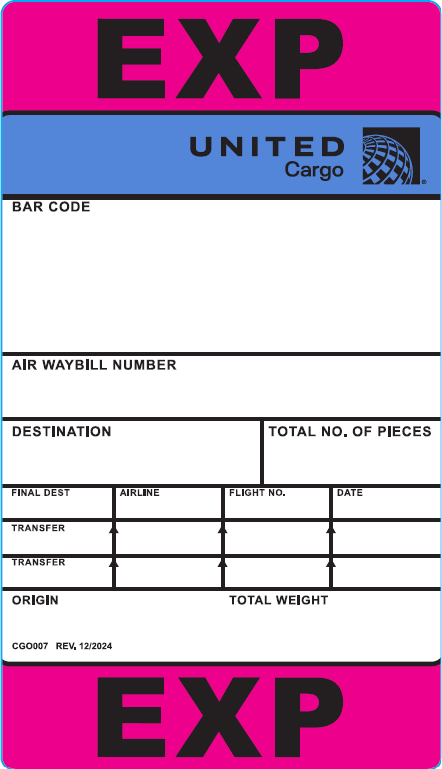 EXP
UNITED
Cargo
BAR CODE
AIR WAYBILL NUMBER
DESTINATION TOTAL NO. OF PIECES
FINAL DEST AIRLINE FLIGHT NO. DATE
TRANSFER
TRANSFER
ORIGIN TOTAL WEIGHT
CGO007 REV. 12/2024
EXP